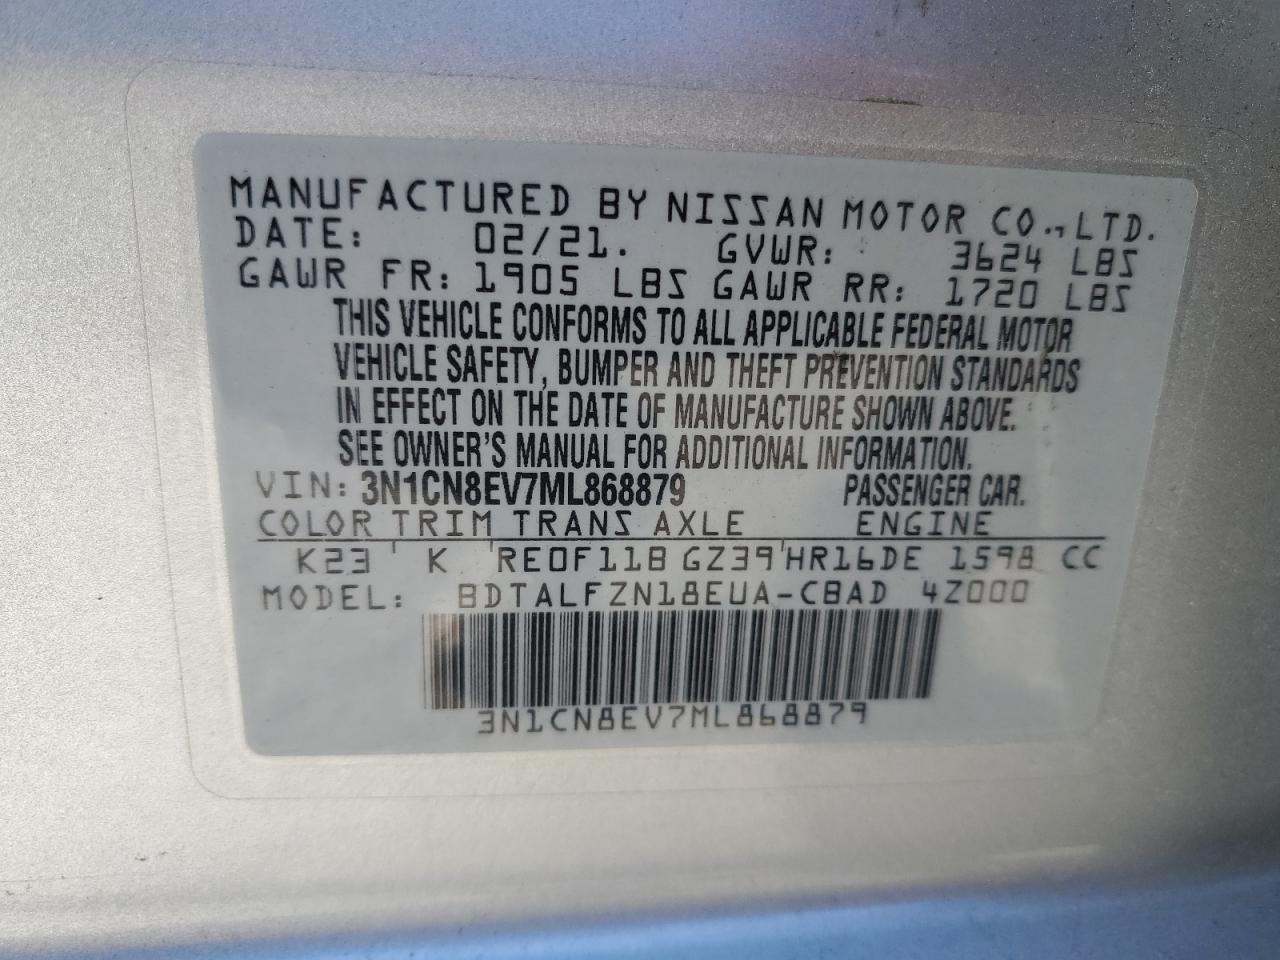 MANUFACTURED BY NISSAN MOTOR CO., LTD.
DATE: 02/21. GVWR: 3624 LBS
GAWR FR: 1905 LBS GAWR RR: 1720 LBS
THIS VEHICLE CONFORMS TO ALL APPLICABLE FEDERAL MOTOR
VEHICLE SAFETY, BUMPER AND THEFT PREVENTION STANDARDS
IN EFFECT ON THE DATE OF MANUFACTURE SHOWN ABOVE.
SEE OWNER'S MANUAL FOR ADDITIONAL INFORMATION.
VIN: 3N1CN8EV7ML868879 PASSENGER CAR.
COLOR TRIM TRANS AXLE ENGINE
K23 K RE0F11B GZ39 HR16DE 1598 CC
MODEL: BDTALFZN18EUA-CBAD 4Z000
3N1CN8EV7ML868879